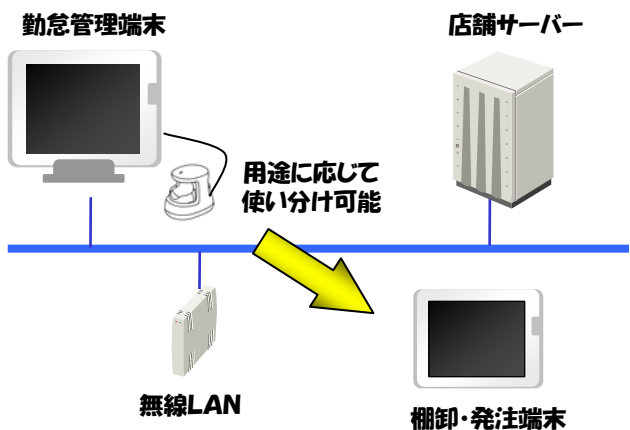 勤怠管理端末
店舗サーバー
用途に応じて
使い分け可能
無線LAN
棚卸・発注端末